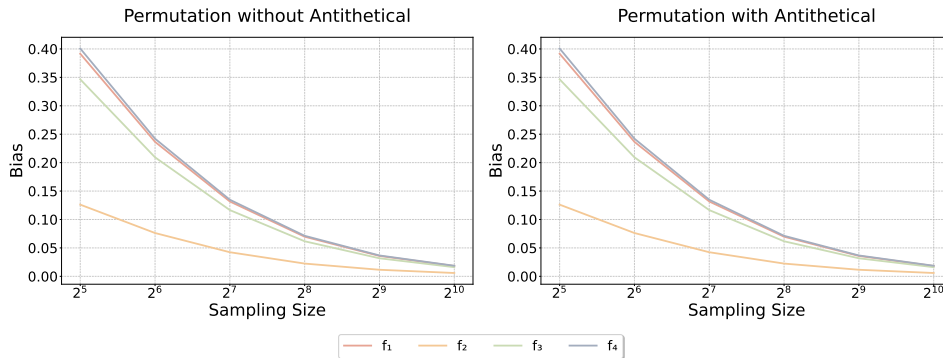 Permutation without Antithetical
Permutation with Antithetical
Bias
0.40
0.35
0.30
0.25
0.20
0.15
0.10
0.05
0.00
2⁵ 2⁶ 2⁷ 2⁸ 2⁹ 2¹⁰
Sampling Size
Bias
0.40
0.35
0.30
0.25
0.20
0.15
0.10
0.05
0.00
2⁵ 2⁶ 2⁷ 2⁸ 2⁹ 2¹⁰
Sampling Size
f₁ f₂ f₃ f₄